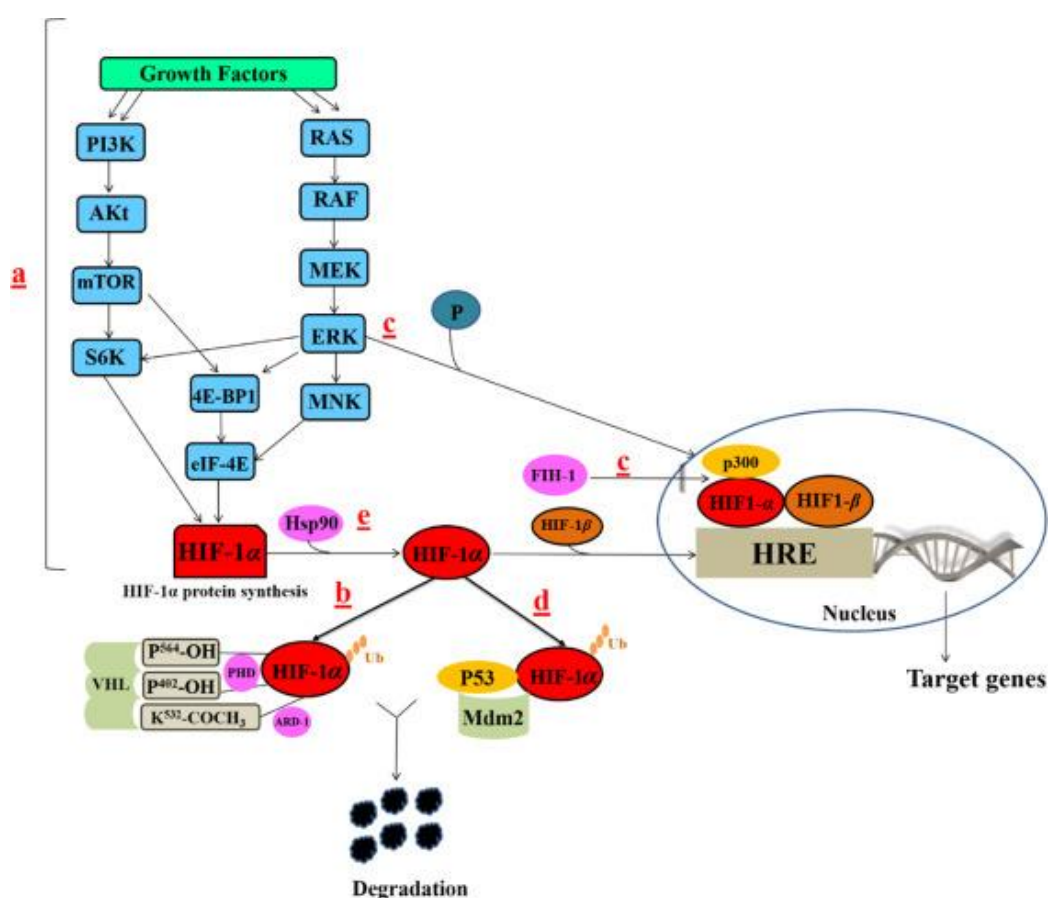 Growth Factors
PI3K
RAS
AKt
RAF
a
mTOR
MEK
S6K
ERK
c
P
4E-BP1
MNK
eIF-4E
FIH-1
c
p300
HIF1-α
HIF1-β
HIF-1α
Hsp90
e
HIF-1α
HIF-1β
HRE
HIF-1α protein synthesis
Nucleus
b
d
Target genes
VHL
P⁵⁶⁴-OH
P⁴⁰²-OH
K⁵³²-COCH₃
PHD
ARD-1
HIF-1α
Ub
P53
Mdm2
HIF-1α
Ub
Degradation